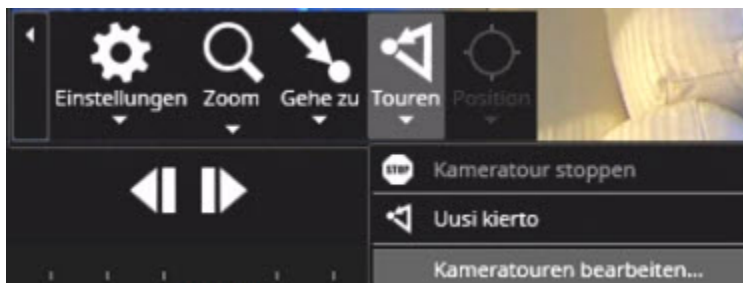 Einstellungen Zoom Gehe zu Touren Position
STOP Kameratour stoppen
Uusi kierto
Kameratouren bearbeiten...